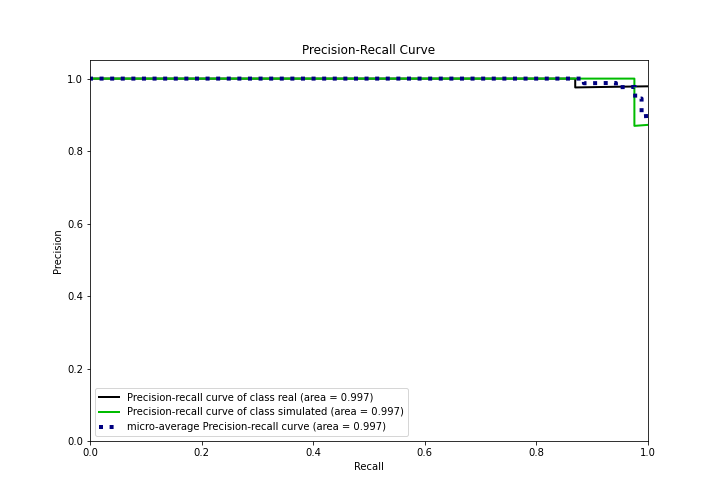 Precision-Recall Curve
1.0
0.8
0.6
0.4
0.2
0.0
Precision
Precision-recall curve of class real (area = 0.997)
Precision-recall curve of class simulated (area = 0.997)
micro-average Precision-recall curve (area = 0.997)
0.0 0.2 0.4 0.6 0.8 1.0
Recall